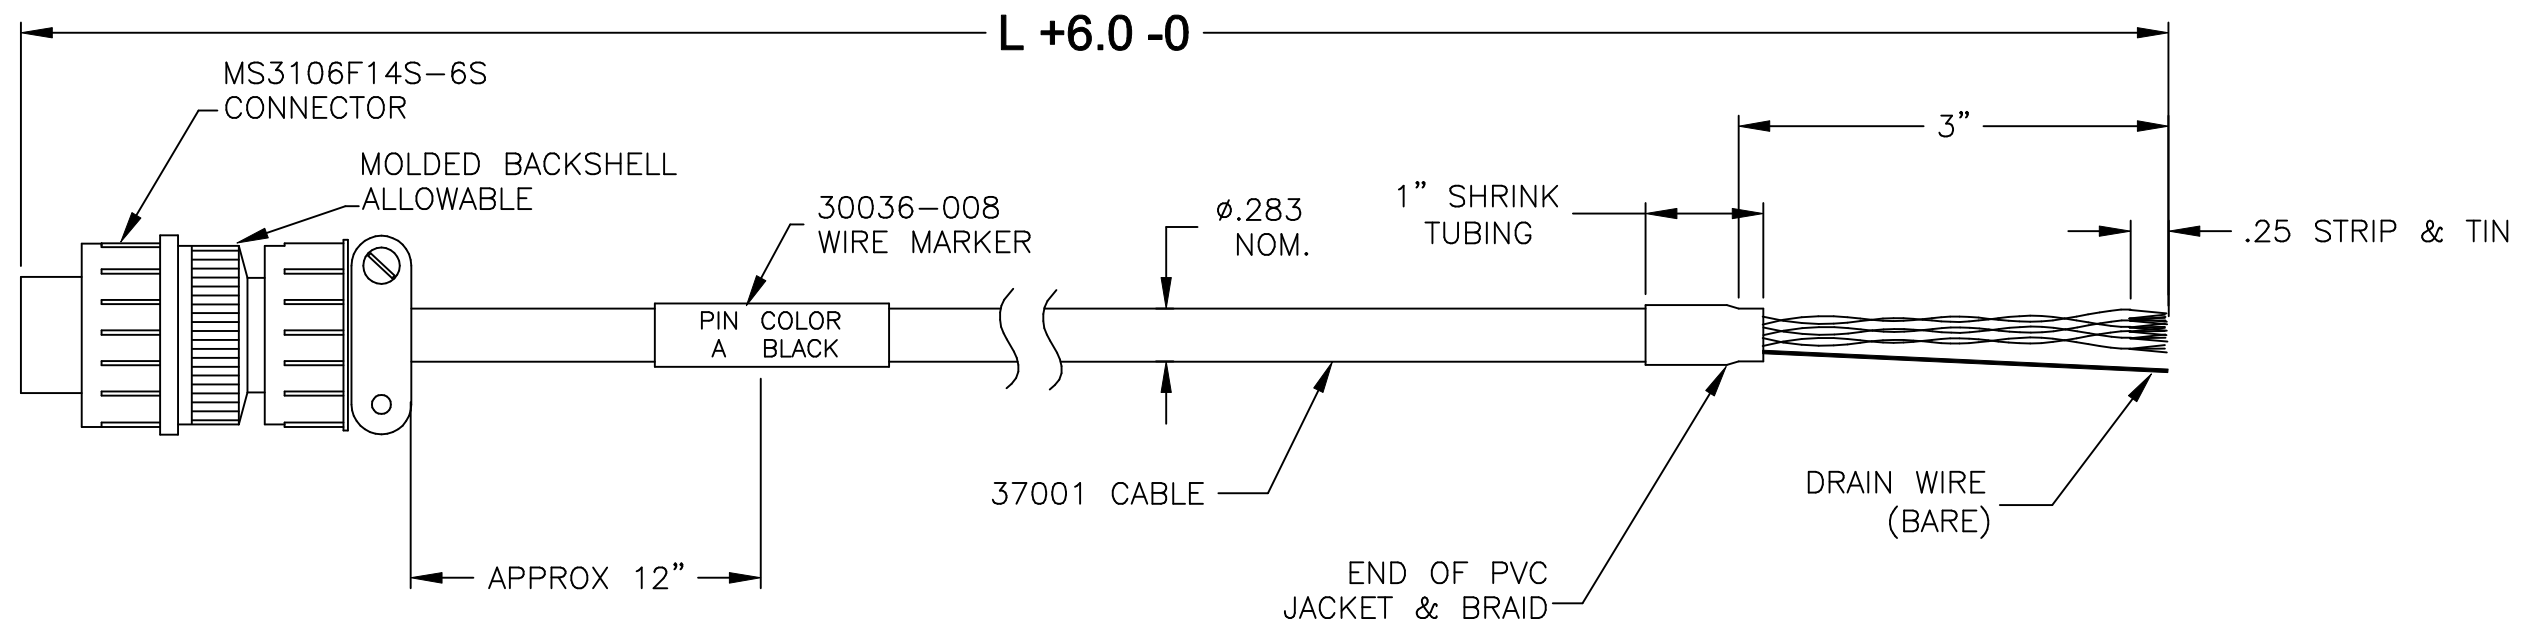 L +6.0 -0
MS3106F14S-6S
CONNECTOR
MOLDED BACKSHELL
ALLOWABLE
30036-008
WIRE MARKER
ø.283
NOM.
1" SHRINK
TUBING
3"
.25 STRIP & TIN
PIN COLOR
A BLACK
37001 CABLE
DRAIN WIRE
(BARE)
APPROX 12"
END OF PVC
JACKET & BRAID